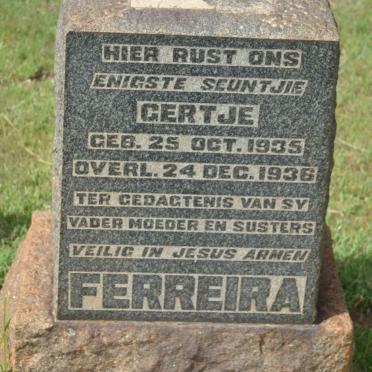 HIER RUST ONS
ENIGSTE SEUNTJIE
GERTJE
GEB. 25 OCT. 1935
OVERL. 24 DEC. 1936
TER GEDAGTENIS VAN SY
VADER MOEDER EN SUSTERS
VEILIG IN JESUS ARMEN
FERREIRA